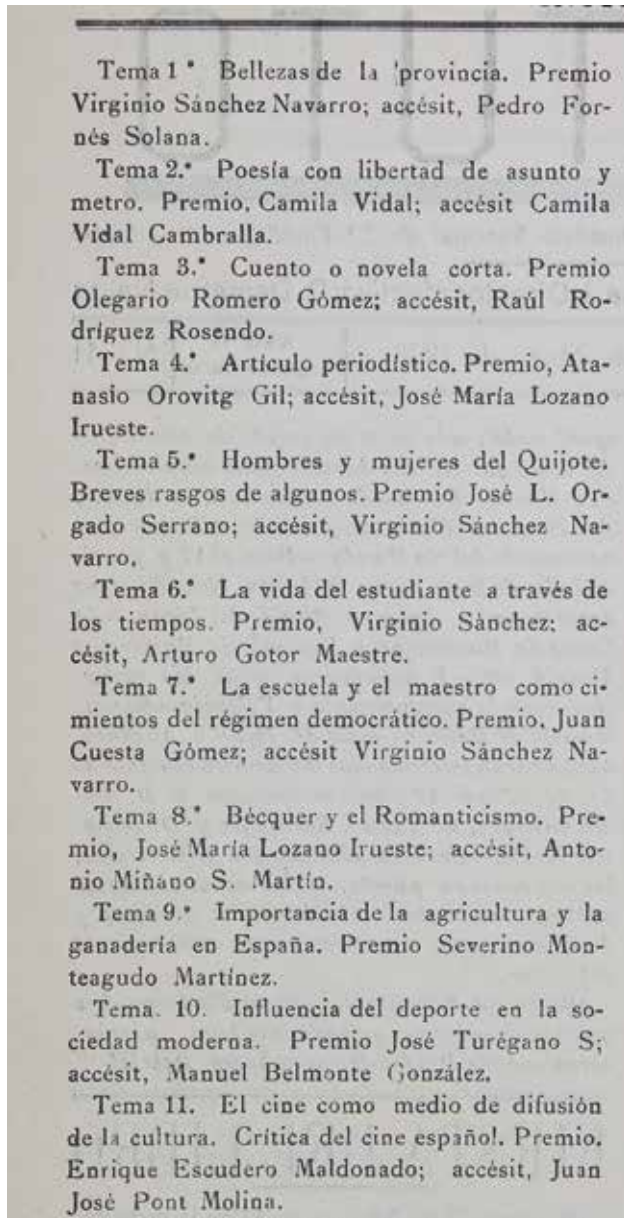 Tema 1 º Bellezas de la provincia. Premio
Virginio Sánchez Navarro; accésit, Pedro For-
nés Solana.
Tema 2.º Poesía con libertad de asunto y
metro. Premio, Camila Vidal; accésit Camila
Vidal Cambralla.
Tema 3.º Cuento o novela corta. Premio
Olegario Romero Gómez; accésit, Raúl Ro-
dríguez Rosendo.
Tema 4.º Artículo periodístico. Premio, Ata-
nasio Orovitg Gil; accésit, José María Lozano
Irueste.
Tema 5.º Hombres y mujeres del Quijote.
Breves rasgos de algunos. Premio José L. Or-
gado Serrano; accésit, Virginio Sánchez Na-
varro.
Tema 6.º La vida del estudiante a través de
los tiempos. Premio, Virginio Sánchez; ac-
césit, Arturo Gotor Maestre.
Tema 7.º La escuela y el maestro como ci-
mientos del régimen democrático. Premio, Juan
Cuesta Gómez; accésit Virginio Sánchez Na-
varro.
Tema 8.º Bécquer y el Romanticismo. Pre-
mio, José María Lozano Irueste; accésit, Anto-
nio Miñano S. Martín.
Tema 9.º Importancia de la agricultura y la
ganadería en España. Premio Severino Mon-
teagudo Martínez.
Tema. 10. Influencia del deporte en la so-
ciedad moderna. Premio José Turégano S;
accésit, Manuel Belmonte González.
Tema 11. El cine como medio de difusión
de la cultura. Crítica del cine español. Premio.
Enrique Escudero Maldonado; accésit, Juan
José Pont Molina.